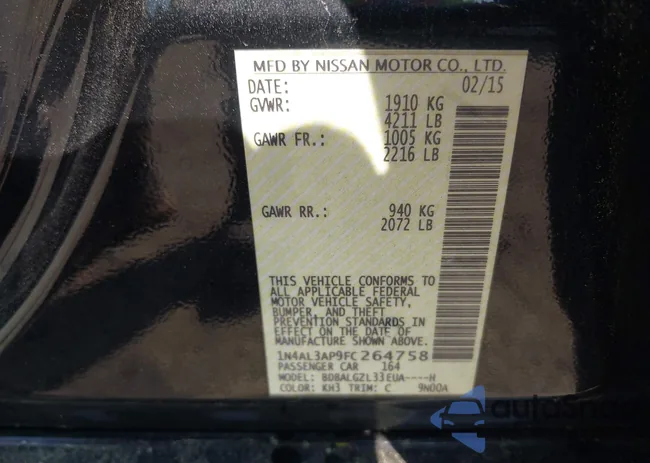 MFD BY NISSAN MOTOR CO., LTD.
DATE: 02/15
GVWR: 1910 KG
4211 LB
GAWR FR.: 1005 KG
2216 LB
GAWR RR.: 940 KG
2072 LB
THIS VEHICLE CONFORMS TO
ALL APPLICABLE FEDERAL
MOTOR VEHICLE SAFETY,
BUMPER, AND THEFT
PREVENTION STANDARDS IN
EFFECT ON THE DATE OF
MANUFACTURE SHOWN ABOVE.
1N4AL3AP9FC264758
PASSENGER CAR 164
MODEL: BDBALGZL33EUA----H
COLOR: KH3 TRIM: C 9N00A